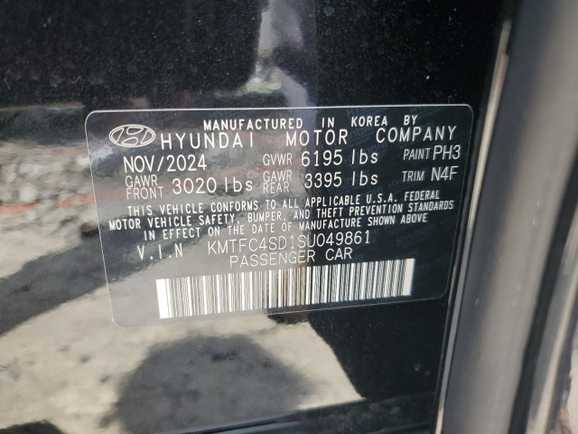 MANUFACTURED IN KOREA BY
HYUNDAI MOTOR COMPANY
NOV/2024 GVWR 6195 lbs PAINT PH3
GAWR FRONT 3020 lbs GAWR REAR 3395 lbs TRIM N4F
THIS VEHICLE CONFORMS TO ALL APPLICABLE U.S.A. FEDERAL
MOTOR VEHICLE SAFETY, BUMPER, AND THEFT PREVENTION STANDARDS
IN EFFECT ON THE DATE OF MANUFACTURE SHOWN ABOVE.
V.I.N KMTFC4SD1SU049861
PASSENGER CAR